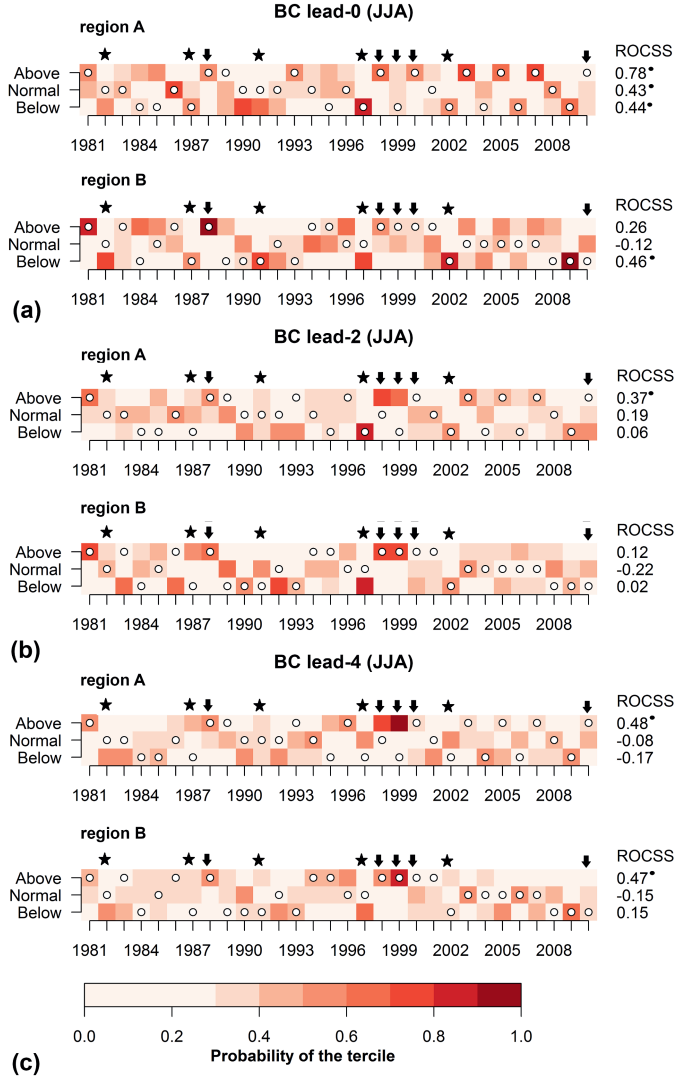 BC lead-0 (JJA)
region A
ROCSS
Above 0.78•
Normal 0.43•
Below 0.44•
1981 1984 1987 1990 1993 1996 1999 2002 2005 2008
region B
ROCSS
Above 0.26
Normal -0.12
Below 0.46•
1981 1984 1987 1990 1993 1996 1999 2002 2005 2008
(a)
BC lead-2 (JJA)
region A
ROCSS
Above 0.37•
Normal 0.19
Below 0.06
1981 1984 1987 1990 1993 1996 1999 2002 2005 2008
region B
ROCSS
Above 0.12
Normal -0.22
Below 0.02
1981 1984 1987 1990 1993 1996 1999 2002 2005 2008
(b)
BC lead-4 (JJA)
region A
ROCSS
Above 0.48•
Normal -0.08
Below -0.17
1981 1984 1987 1990 1993 1996 1999 2002 2005 2008
region B
ROCSS
Above 0.47•
Normal -0.15
Below 0.15
1981 1984 1987 1990 1993 1996 1999 2002 2005 2008
0.0 0.2 0.4 0.6 0.8 1.0
Probability of the tercile
(c)